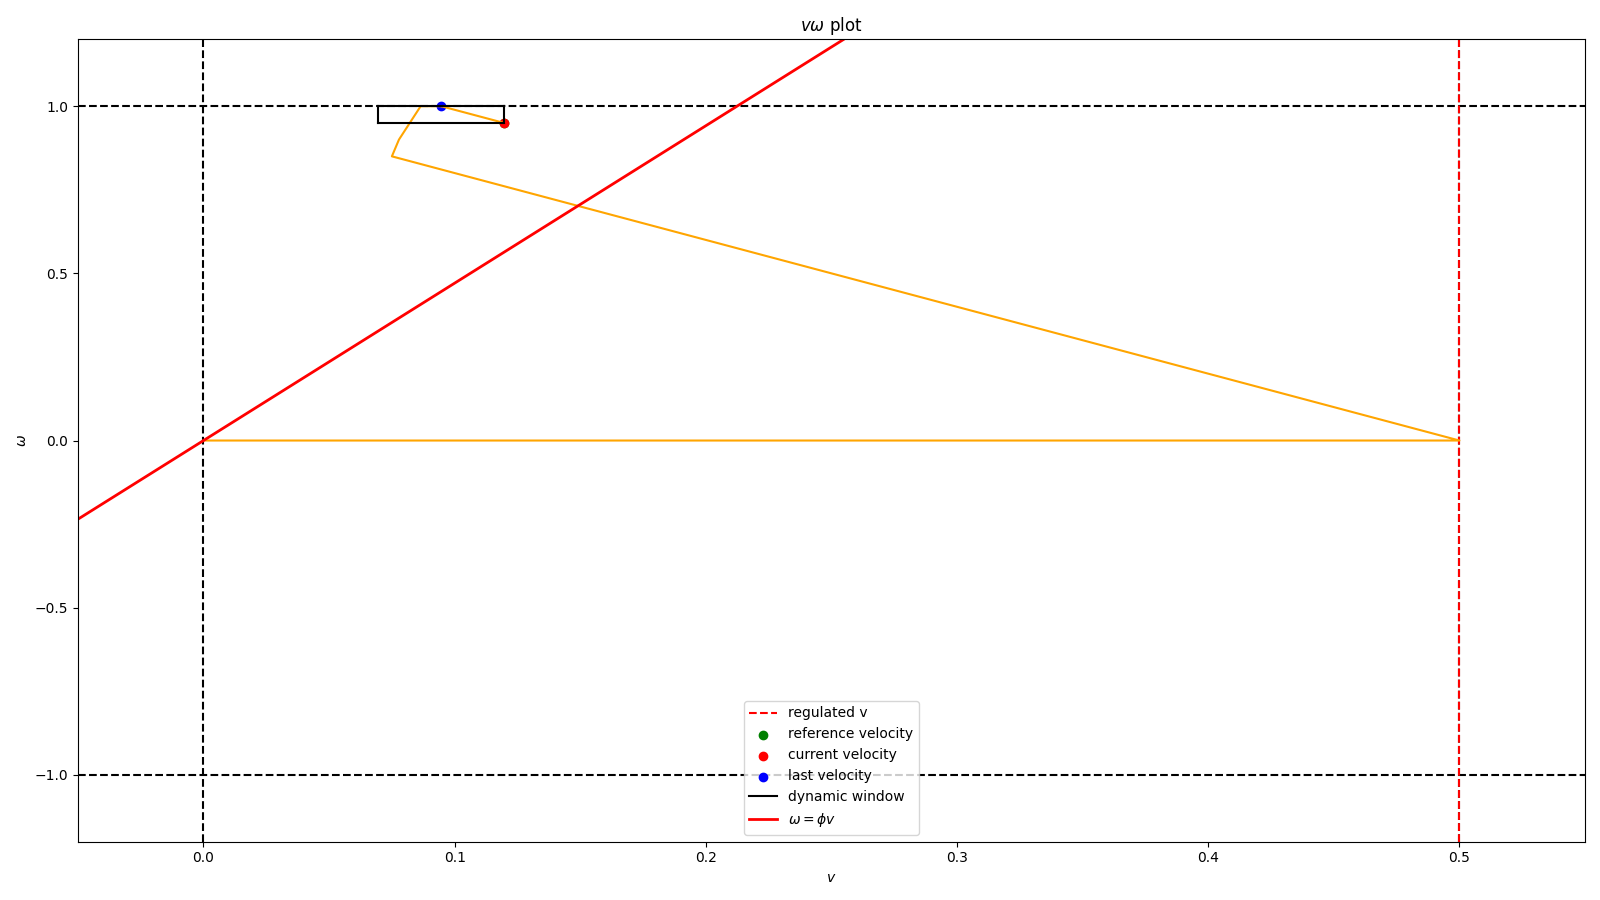 vω plot
1.0
0.5
0.0
−0.5
−1.0
ω
0.0 0.1 0.2 0.3 0.4 0.5
v
regulated v
reference velocity
current velocity
last velocity
dynamic window
ω = ϕv